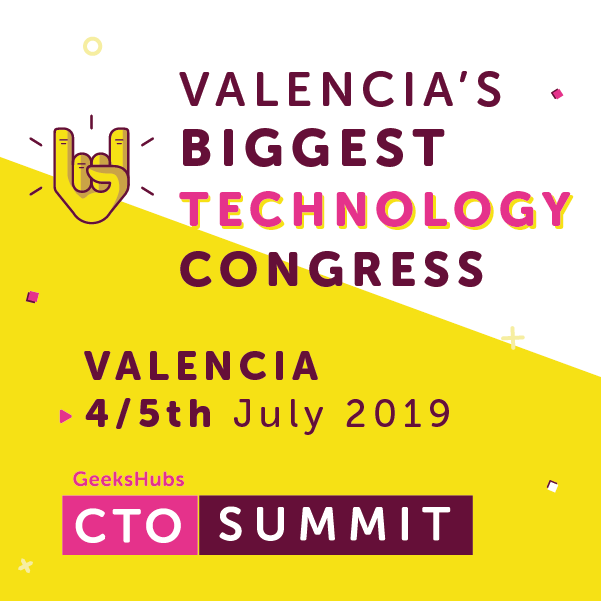 VALENCIA'S
BIGGEST
TECHNOLOGY
CONGRESS
VALENCIA
4/5th July 2019
GeeksHubs
CTO SUMMIT